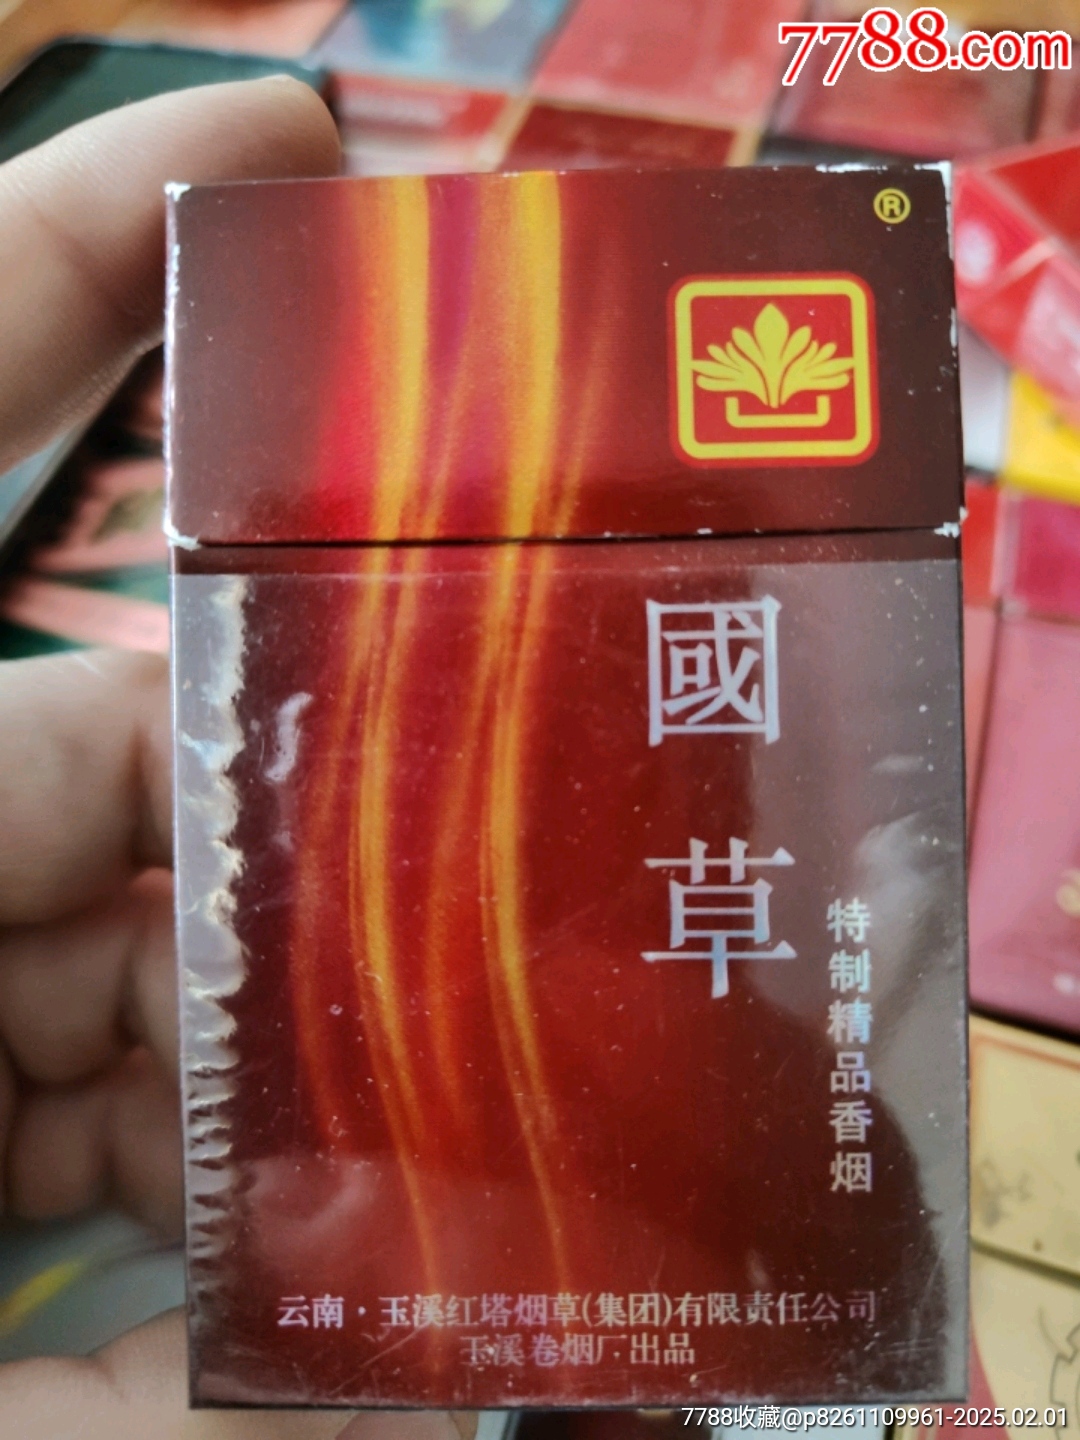 7788.com
®
國草
特制精品香烟
云南·玉溪红塔烟草(集团)有限责任公司
玉溪卷烟厂出品
7788收藏@p8261109961-2025.02.01